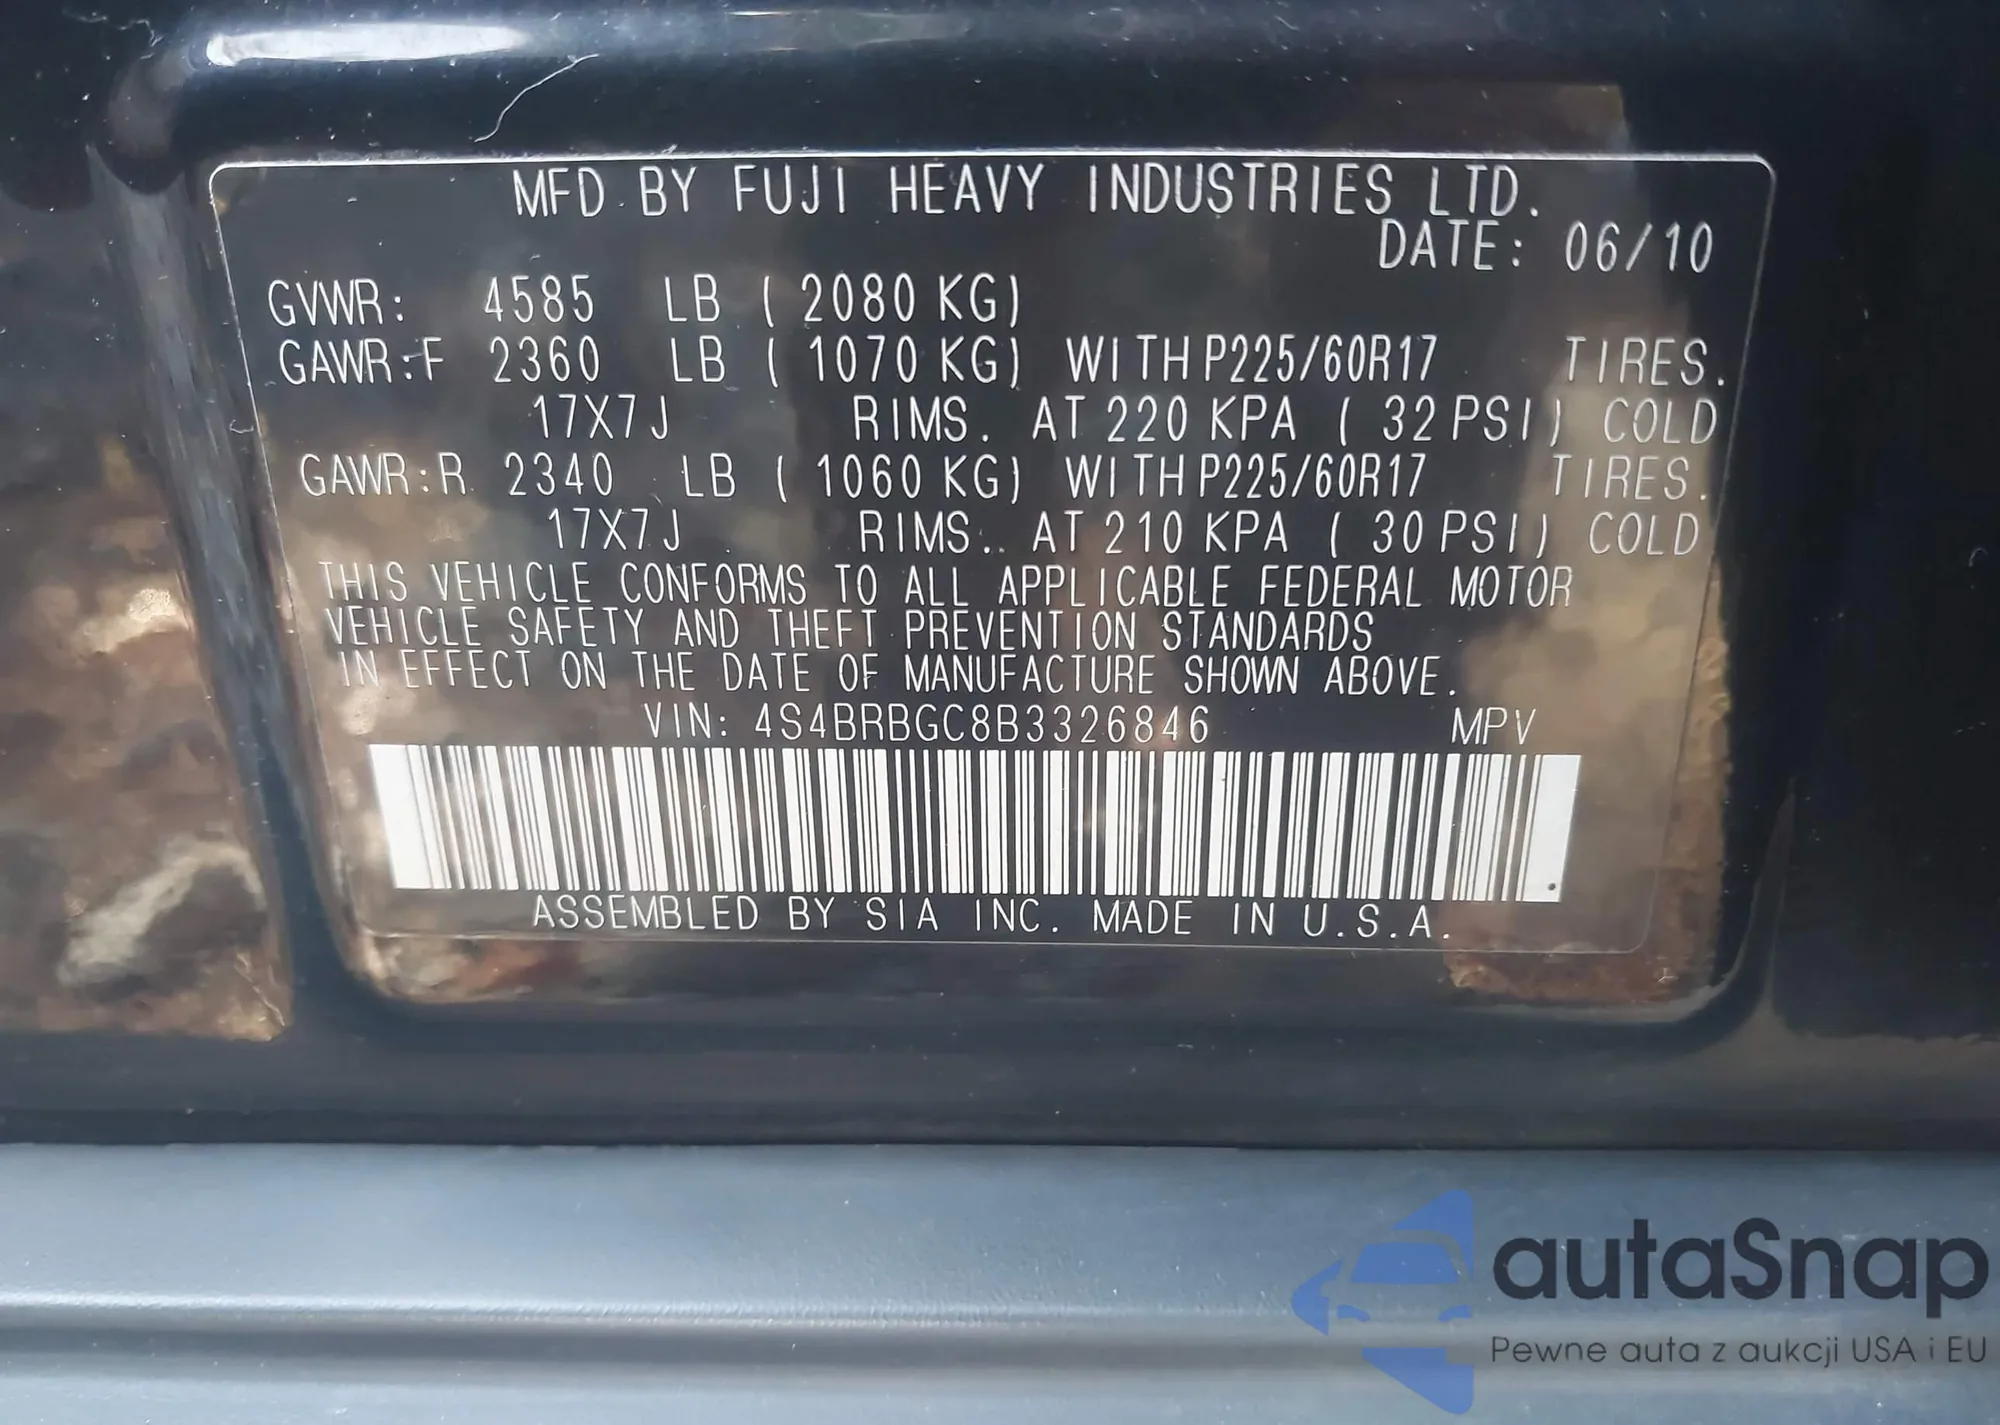 MFD BY FUJI HEAVY INDUSTRIES LTD.
DATE: 06/10
GVWR: 4585 LB (2080 KG)
GAWR:F 2360 LB (1070 KG) WITH P225/60R17 TIRES.
17X7J RIMS. AT 220 KPA (32 PSI) COLD
GAWR:R 2340 LB (1060 KG) WITH P225/60R17 TIRES.
17X7J RIMS. AT 210 KPA (30 PSI) COLD
THIS VEHICLE CONFORMS TO ALL APPLICABLE FEDERAL MOTOR
VEHICLE SAFETY AND THEFT PREVENTION STANDARDS
IN EFFECT ON THE DATE OF MANUFACTURE SHOWN ABOVE.
VIN: 4S4BRBGC8B3326846 MPV
ASSEMBLED BY SIA INC. MADE IN U.S.A.
autaSnap
Pewne auta z aukcji USA i EU